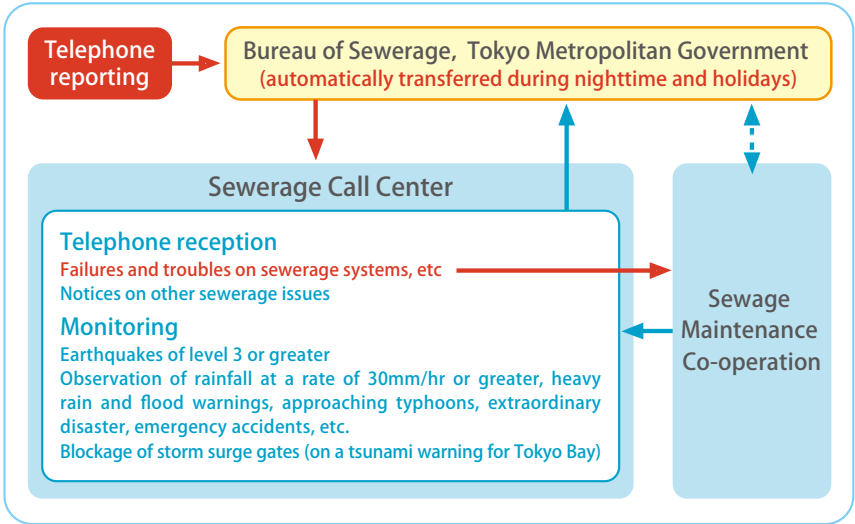 Telephone
reporting
Bureau of Sewerage, Tokyo Metropolitan Government
(automatically transferred during nighttime and holidays)
Sewerage Call Center
Telephone reception
Failures and troubles on sewerage systems, etc
Notices on other sewerage issues
Monitoring
Earthquakes of level 3 or greater
Observation of rainfall at a rate of 30mm/hr or greater, heavy
rain and flood warnings, approaching typhoons, extraordinary
disaster, emergency accidents, etc.
Blockage of storm surge gates (on a tsunami warning for Tokyo Bay)
Sewage
Maintenance
Co-operation